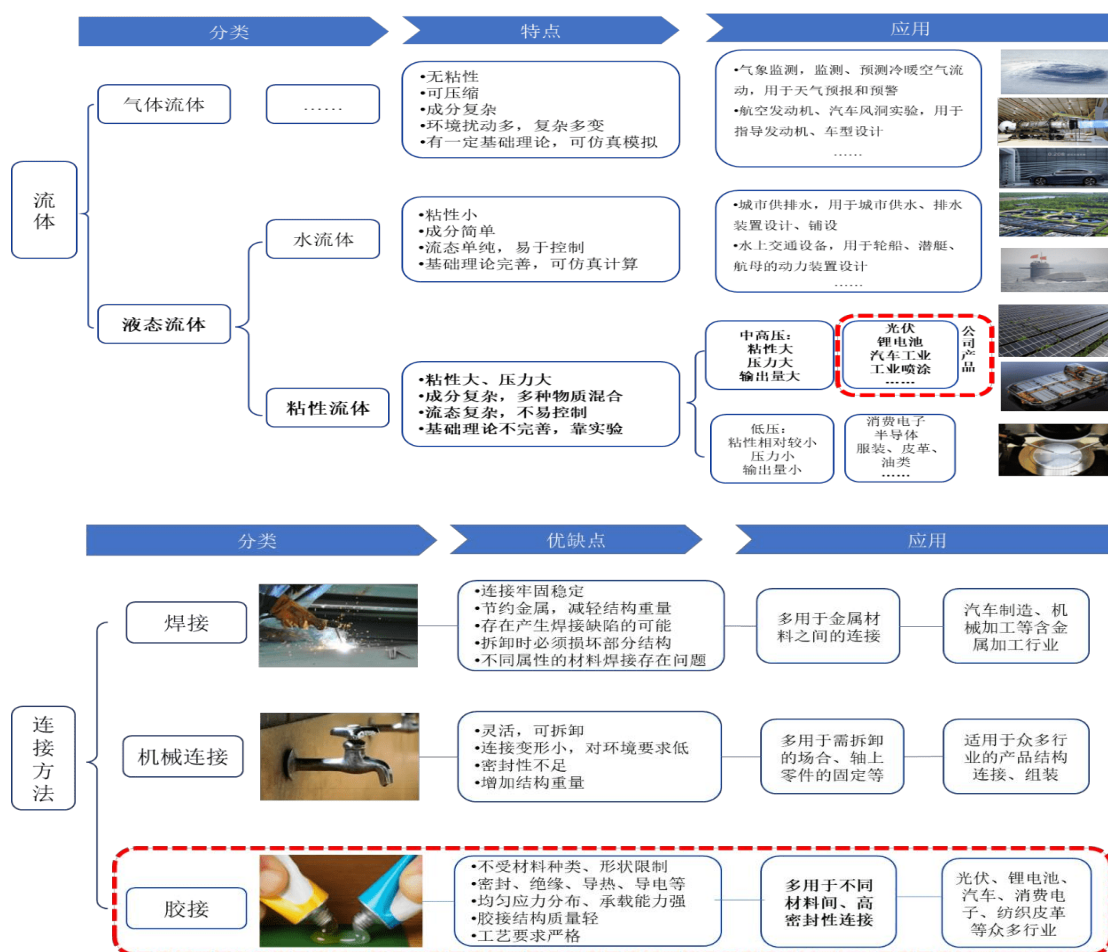 分类
特点
应用
流
体
气体流体
……
•无粘性
•可压缩
•成分复杂
•环境扰动多，复杂多变
•有一定基础理论，可仿真模拟
•气象监测，监测、预测冷暖空气流
动，用于天气预报和预警
•航空发动机、汽车风洞实验，用于
指导发动机、车型设计
……
液态流体
水流体
•粘性小
•成分简单
•流态单纯，易于控制
•基础理论完善，可仿真计算
•城市供排水，用于城市供水、排水
装置设计、铺设
•水上交通设备，用于轮船、潜艇、
航母的动力装置设计
……
粘性流体
•粘性大、压力大
•成分复杂，多种物质混合
•流态复杂，不易控制
•基础理论不完善，靠实验
中高压：
粘性大
压力大
输出量大
光伏
锂电池
汽车工业
工业喷涂
……
公
司
产
品
低压：
粘性相对较小
压力小
输出量小
消费电子
半导体
服装、皮革、
油类
……
分类
优缺点
应用
连
接
方
法
焊接
•连接牢固稳定
•节约金属，减轻结构重量
•存在产生焊接缺陷的可能
•拆卸时必须损坏部分结构
•不同属性的材料焊接存在问题
多用于金属材
料之间的连接
汽车制造、机
械加工等含金
属加工行业
机械连接
•灵活，可拆卸
•连接变形小，对环境要求低
•密封性不足
•增加结构重量
多用于需拆卸
的场合、轴上
零件的固定等
适用于众多行
业的产品结构
连接、组装
胶接
•不受材料种类、形状限制
•密封、绝缘、导热、导电等
•均匀应力分布、承载能力强
•胶接结构质量轻
•工艺要求严格
多用于不同
材料间、高
密封性连接
光伏、锂电池、
汽车、消费电
子、纺织皮革
等众多行业